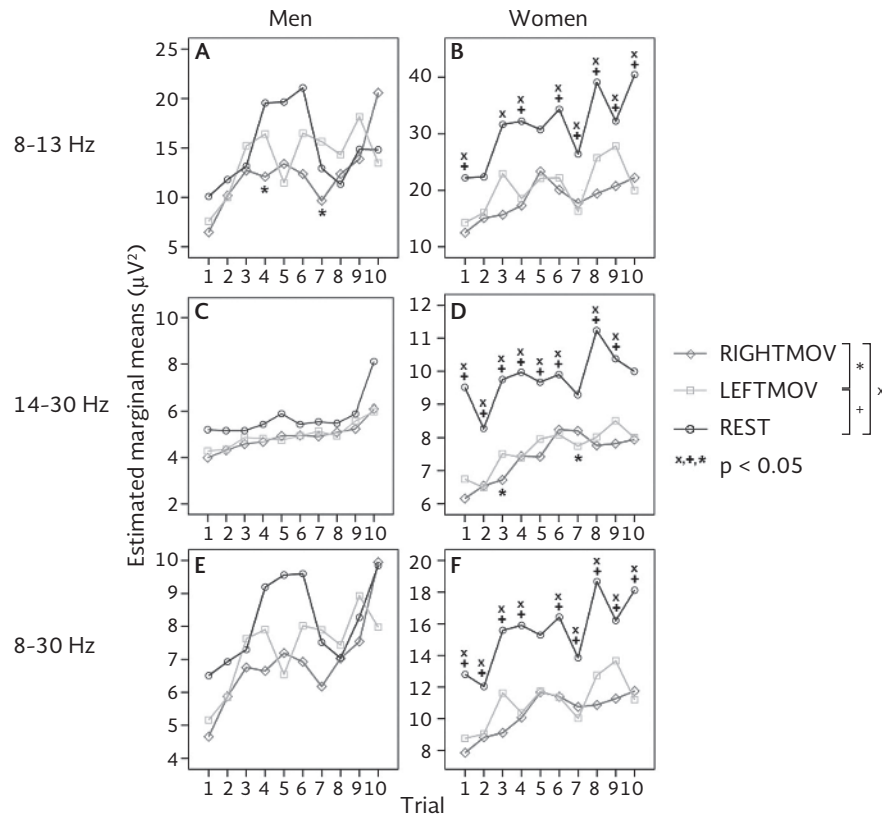 Men Women
Estimated marginal means (μV²)
8–13 Hz
A
25
20
15
10
5
*
*
1 2 3 4 5 6 7 8 9 10
B
40
30
20
10
x
+
x
x
+
x
+
x
+
x
+
x
+
x
+
1 2 3 4 5 6 7 8 9 10
14–30 Hz
C
10
8
6
4
2
1 2 3 4 5 6 7 8 9 10
D
12
11
10
9
8
7
6
x
+
x
+
x
+
x
+
x
+
x
+
x
+
x
+
*
*
1 2 3 4 5 6 7 8 9 10
RIGHTMOV
LEFTMOV
REST
*
+
x
x,+,* p < 0.05
8–30 Hz
E
10
9
8
7
6
5
4
1 2 3 4 5 6 7 8 9 10
F
20
18
16
14
12
10
8
x
+
x
+
x
+
x
+
x
+
x
+
x
+
x
+
x
+
1 2 3 4 5 6 7 8 9 10
Trial